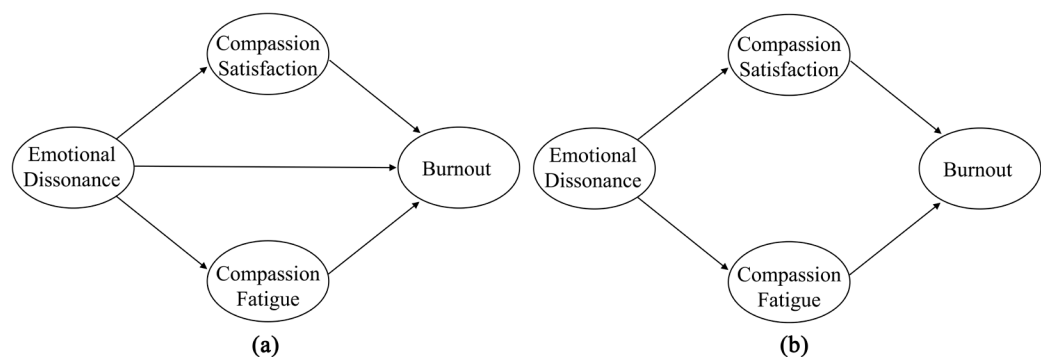 Compassion
Satisfaction
Emotional
Dissonance
Burnout
Compassion
Fatigue
(a)
Compassion
Satisfaction
Emotional
Dissonance
Burnout
Compassion
Fatigue
(b)